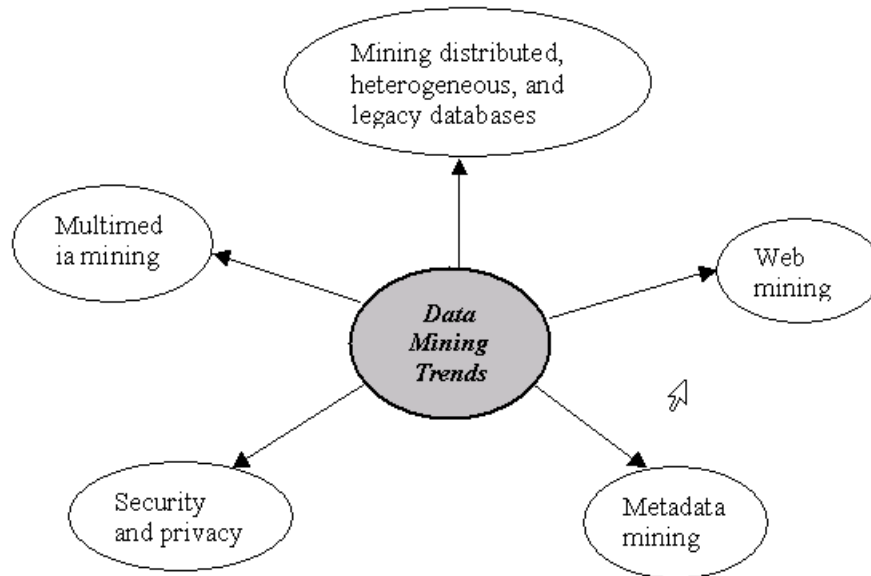 Mining distributed,
heterogeneous, and
legacy databases
Multimed
ia mining
Web
mining
Data
Mining
Trends
Security
and privacy
Metadata
mining